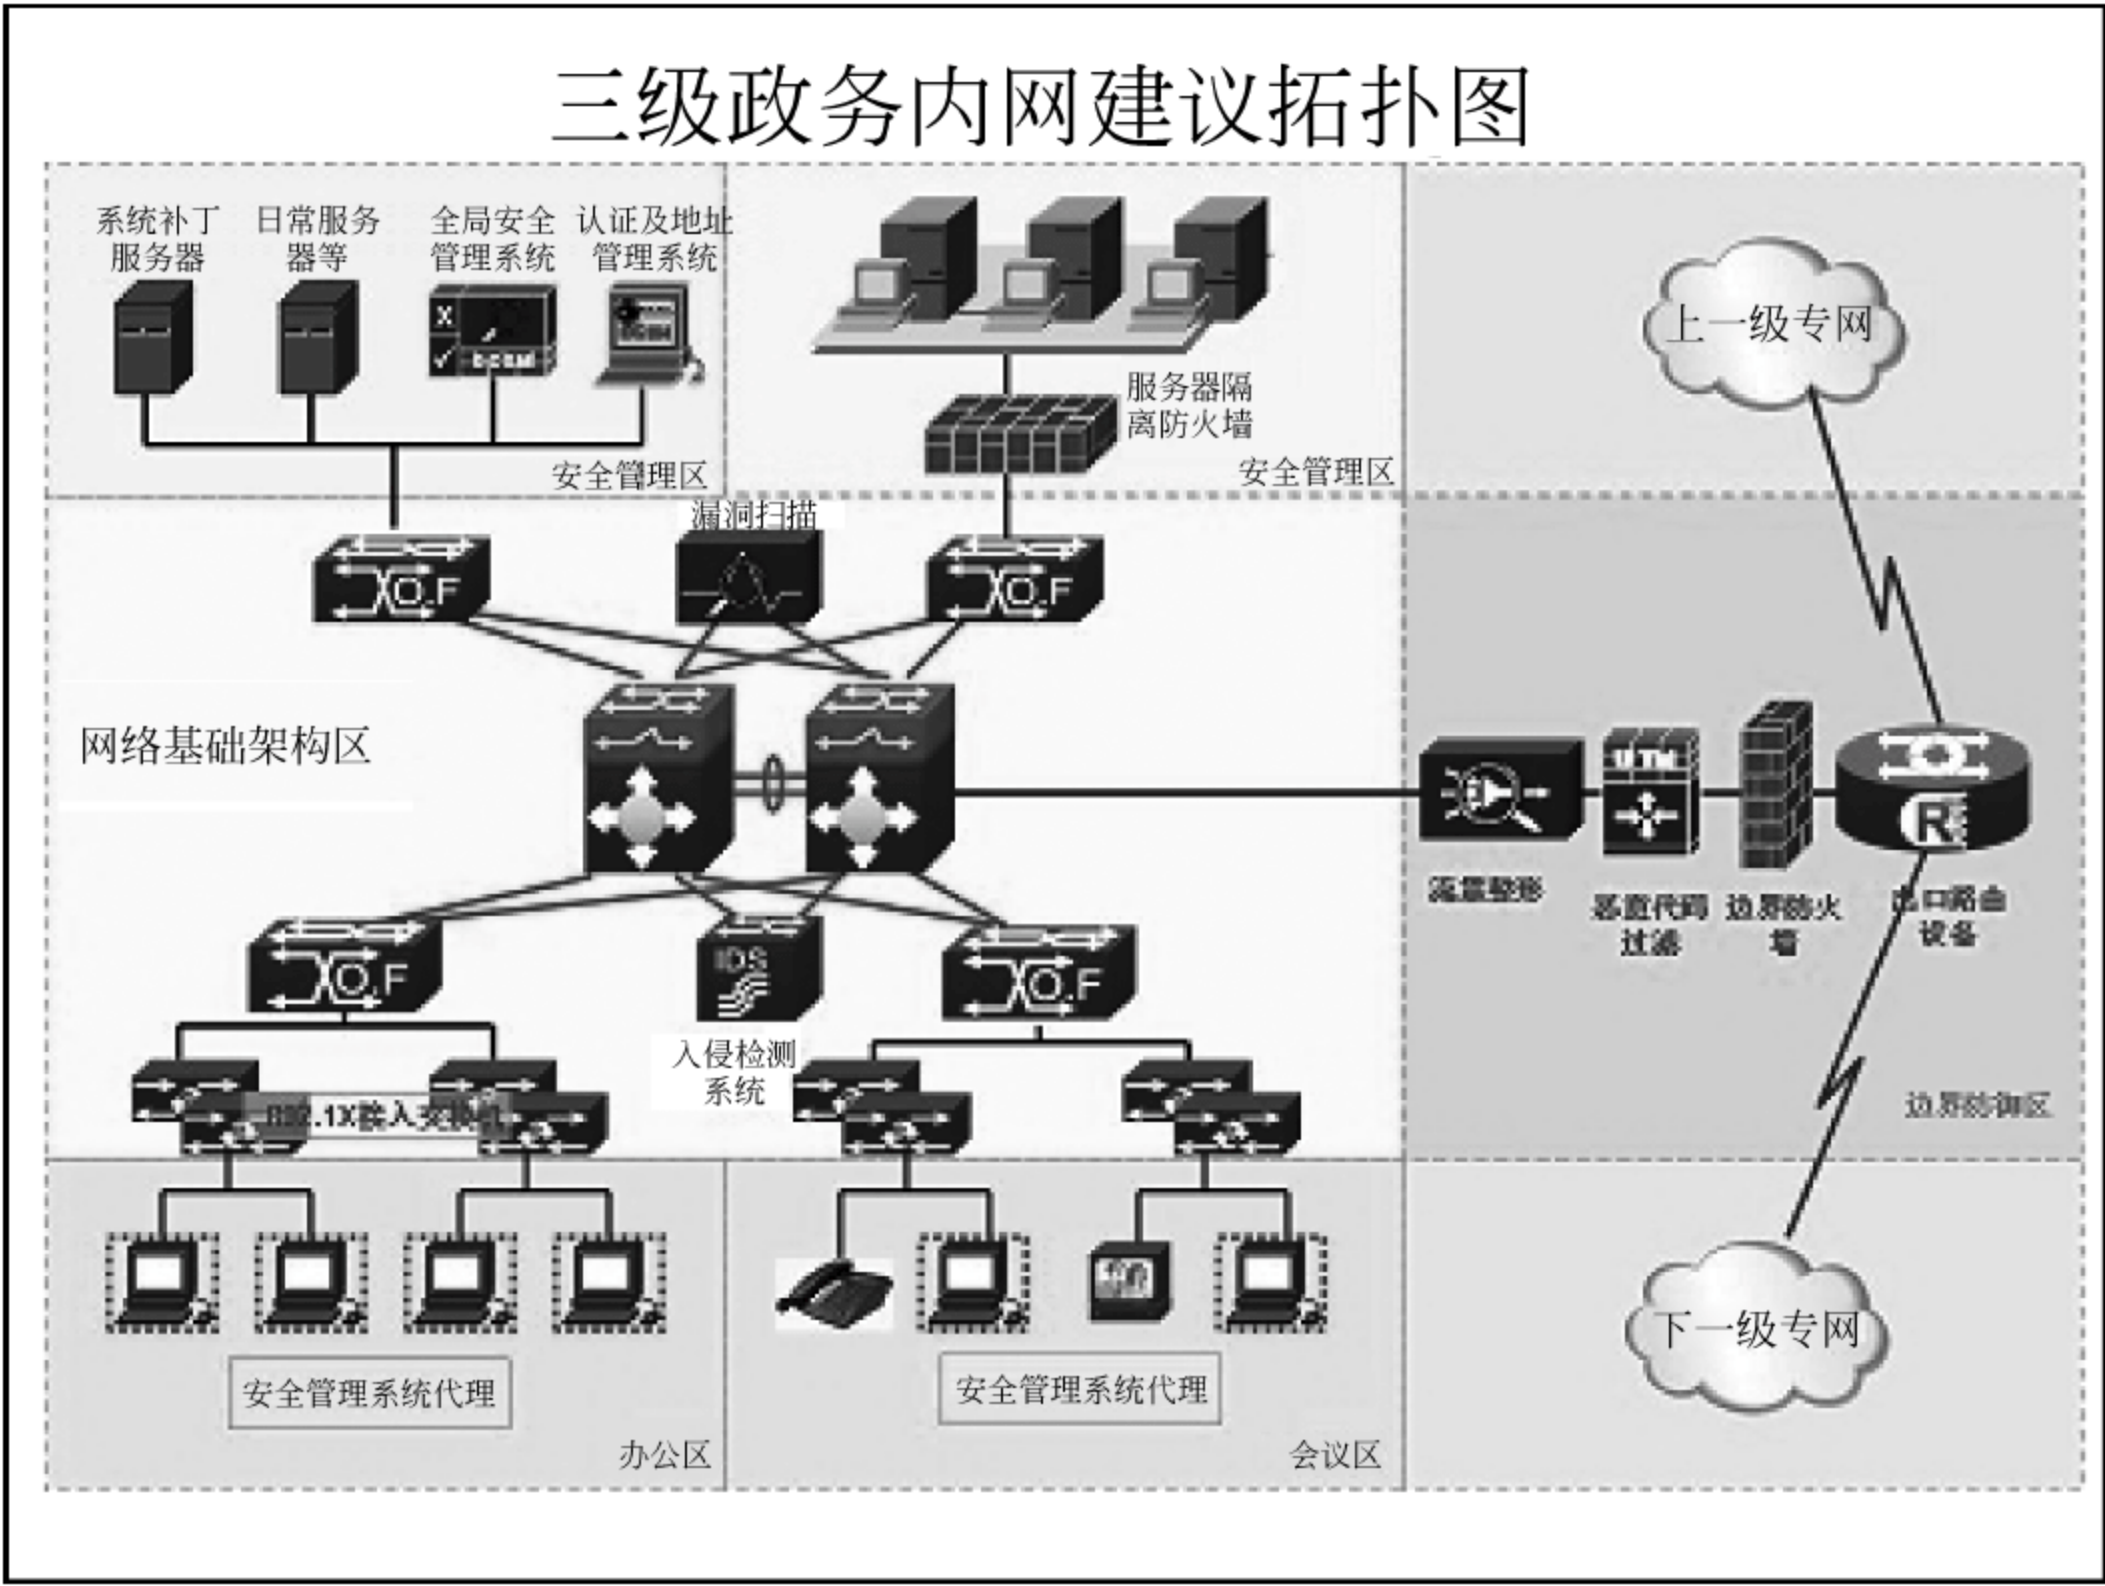 三级政务内网建议拓扑图
系统补丁
服务器
日常服务
器等
全局安全
管理系统
认证及地址
管理系统
服务器隔
离防火墙
安全管理区
安全管理区
上一级专网
漏洞扫描
O.F
O.F
网络基础架构区
UTM
R
流量整形
恶意代码
过滤
边界防火
墙
出口路由
设备
O.F
IDS
O.F
入侵检测
系统
802.1X接入交换机
边界防御区
安全管理系统代理
办公区
安全管理系统代理
会议区
下一级专网